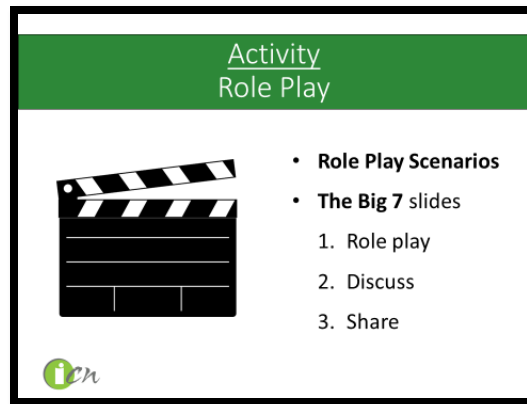 Activity
Role Play
• Role Play Scenarios
• The Big 7 slides
1. Role play
2. Discuss
3. Share
icn